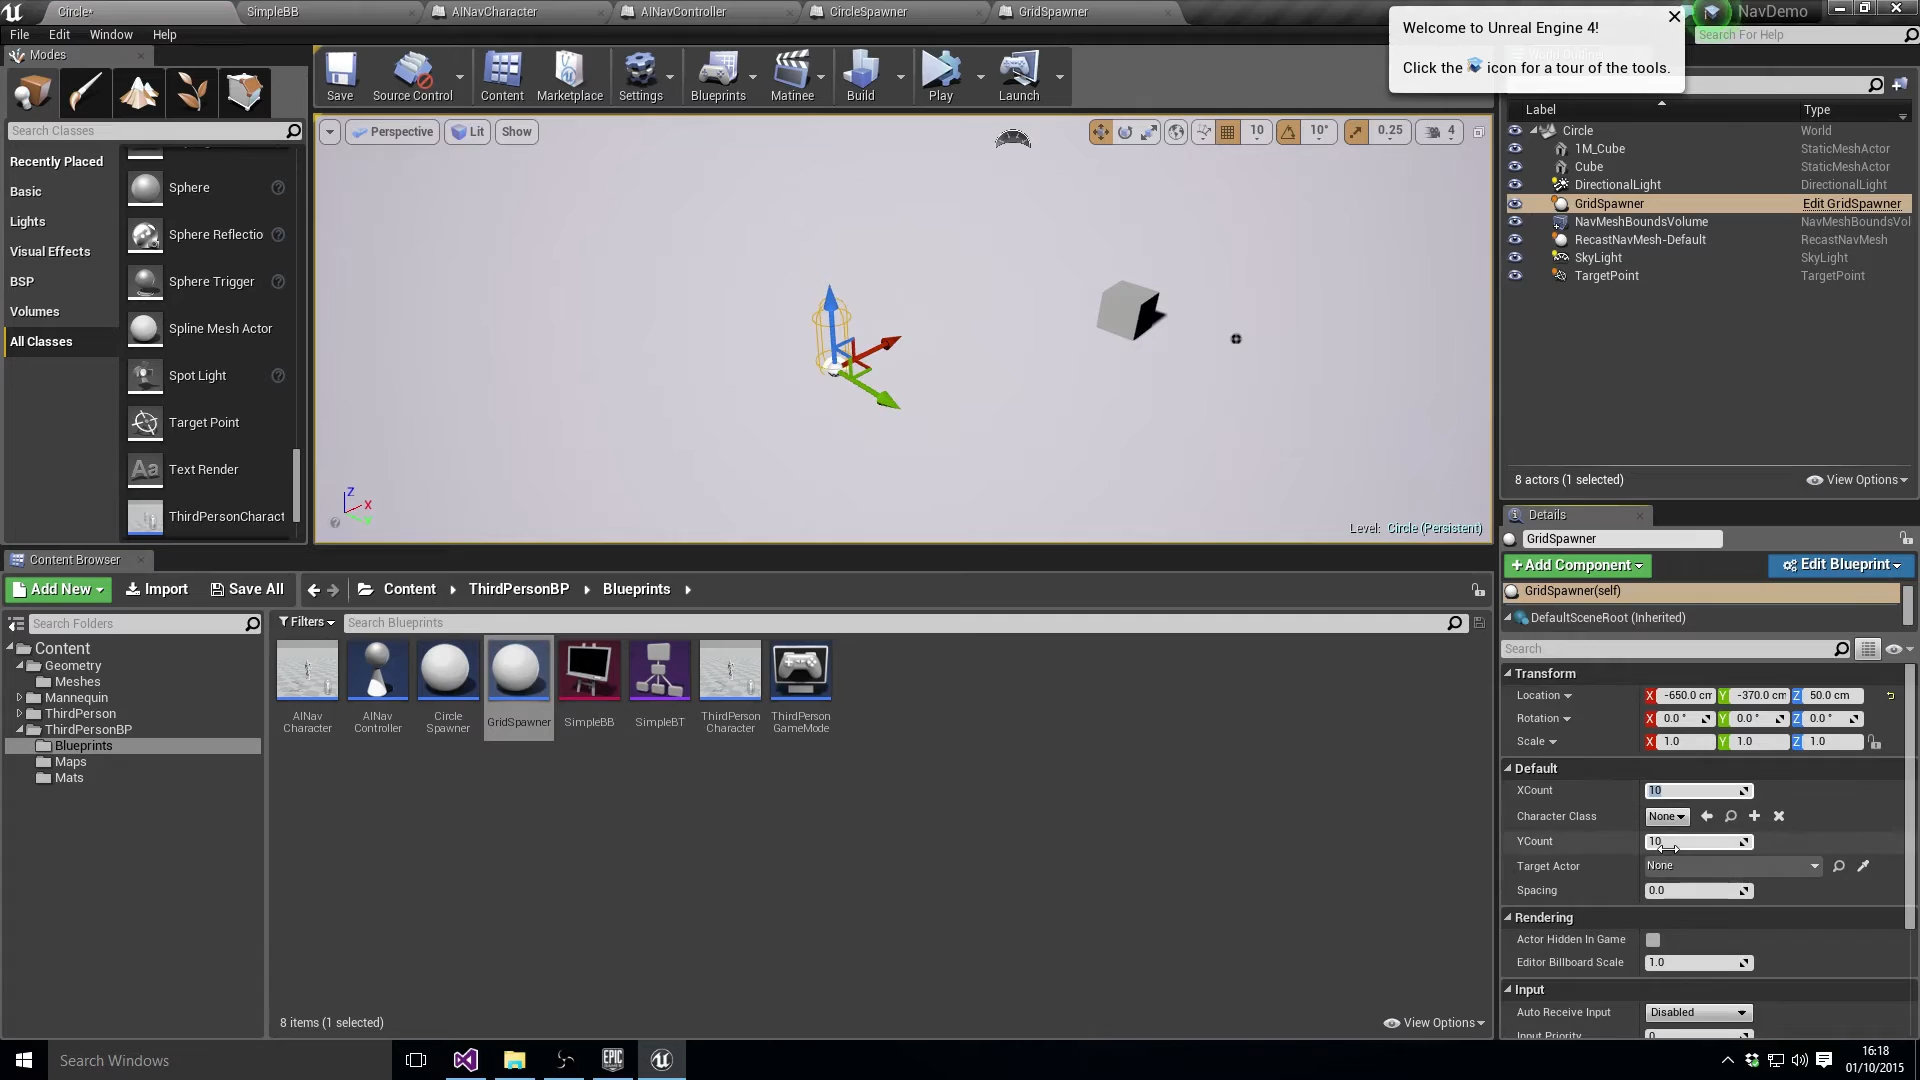 Circle*
SimpleBB
AINavCharacter
AINavController
CircleSpawner
GridSpawner
NavDemo
File
Edit
Window
Help
Search For Help
Welcome to Unreal Engine 4!
Click the icon for a tour of the tools.
Modes
Save
Source Control
Content
Marketplace
Settings
Blueprints
Matinee
Build
Play
Launch
Search Classes
Recently Placed
Basic
Lights
Visual Effects
BSP
Volumes
All Classes
Sphere
Sphere Reflectio
Sphere Trigger
Spline Mesh Actor
Spot Light
Target Point
Text Render
ThirdPersonCharact
Perspective
Lit
Show
10
10°
0.25
4
Z
X
Level: Circle (Persistent)
Label
Type
Circle
World
1M_Cube
StaticMeshActor
Cube
StaticMeshActor
DirectionalLight
DirectionalLight
GridSpawner
Edit GridSpawner
NavMeshBoundsVolume
NavMeshBoundsVol
RecastNavMesh-Default
RecastNavMesh
SkyLight
SkyLight
TargetPoint
TargetPoint
8 actors (1 selected)
View Options
Details
GridSpawner
+Add Component
Edit Blueprint
GridSpawner(self)
DefaultSceneRoot (Inherited)
Search
Transform
Location
X -650.0 cm
Y -370.0 cm
Z 50.0 cm
Rotation
X 0.0 °
Y 0.0 °
Z 0.0 °
Scale
X 1.0
Y 1.0
Z 1.0
Default
XCount
10
Character Class
None
YCount
10
Target Actor
None
Spacing
0.0
Rendering
Actor Hidden In Game
Editor Billboard Scale
1.0
Input
Auto Receive Input
Disabled
Input Priority
Content Browser
Add New
Import
Save All
Content
ThirdPersonBP
Blueprints
Search Folders
Filters
Search Blueprints
Content
Geometry
Meshes
Mannequin
ThirdPerson
ThirdPersonBP
Blueprints
Maps
Mats
AINav
Character
AINav
Controller
Circle
Spawner
GridSpawner
SimpleBB
SimpleBT
ThirdPerson
Character
ThirdPerson
GameMode
8 items (1 selected)
View Options
Search Windows
EPIC
GAMES
16:18
01/10/2015